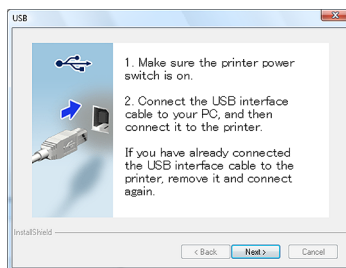 USB
1. Make sure the printer power
switch is on.
2. Connect the USB interface
cable to your PC, and then
connect it to the printer.
If you have already connected
the USB interface cable to the
printer, remove it and connect
again.
InstallShield
< Back
Next >
Cancel